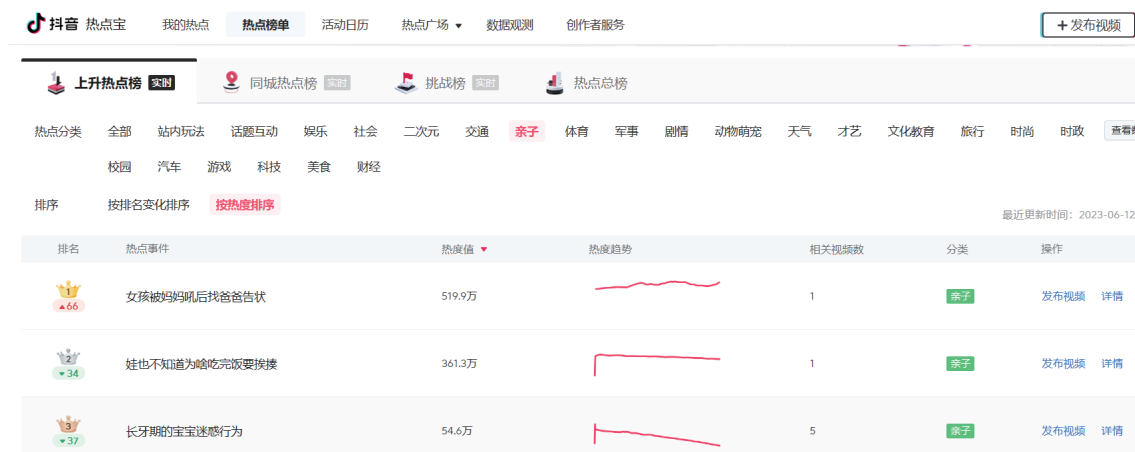 抖音 热点宝 我的热点 热点榜单 活动日历 热点广场 数据观测 创作者服务 +发布视频
上升热点榜 实时 同城热点榜 实时 挑战榜 实时 热点总榜
热点分类 全部 站内玩法 话题互动 娱乐 社会 二次元 交通 亲子 体育 军事 剧情 动物萌宠 天气 才艺 文化教育 旅行 时尚 时政 查看
校园 汽车 游戏 科技 美食 财经
排序 按排名变化排序 按热度排序
最近更新时间：2023-06-12
排名 热点事件 热度值 热度趋势 相关视频数 分类 操作
1 66 女孩被妈妈吼后找爸爸告状 519.9万 1 亲子 发布视频 详情
2 34 娃也不知道为啥吃完饭要挨揍 361.3万 1 亲子 发布视频 详情
3 37 长牙期的宝宝迷惑行为 54.6万 5 亲子 发布视频 详情